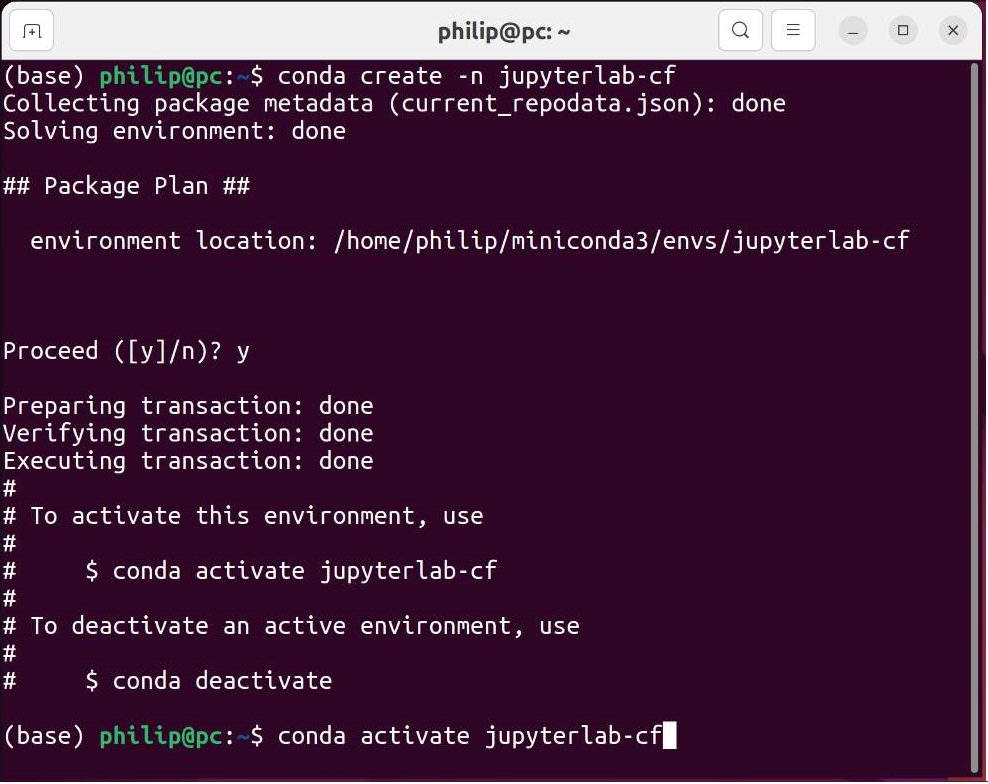 philip@pc: ~
(base) philip@pc:~$ conda create -n jupyterlab-cf
Collecting package metadata (current_repodata.json): done
Solving environment: done
## Package Plan ##
  environment location: /home/philip/miniconda3/envs/jupyterlab-cf
Proceed ([y]/n)? y
Preparing transaction: done
Verifying transaction: done
Executing transaction: done
#
# To activate this environment, use
#
#     $ conda activate jupyterlab-cf
#
# To deactivate an active environment, use
#
#     $ conda deactivate
(base) philip@pc:~$ conda activate jupyterlab-cf